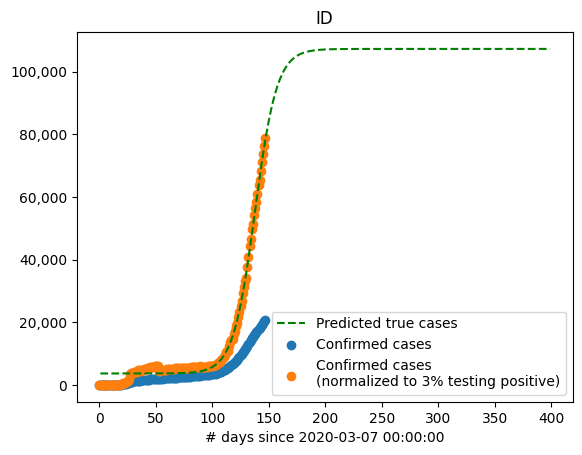 ID
100,000
80,000
60,000
40,000
20,000
0
0
50
100
150
200
250
300
350
400
# days since 2020-03-07 00:00:00
Predicted true cases
Confirmed cases
Confirmed cases
(normalized to 3% testing positive)